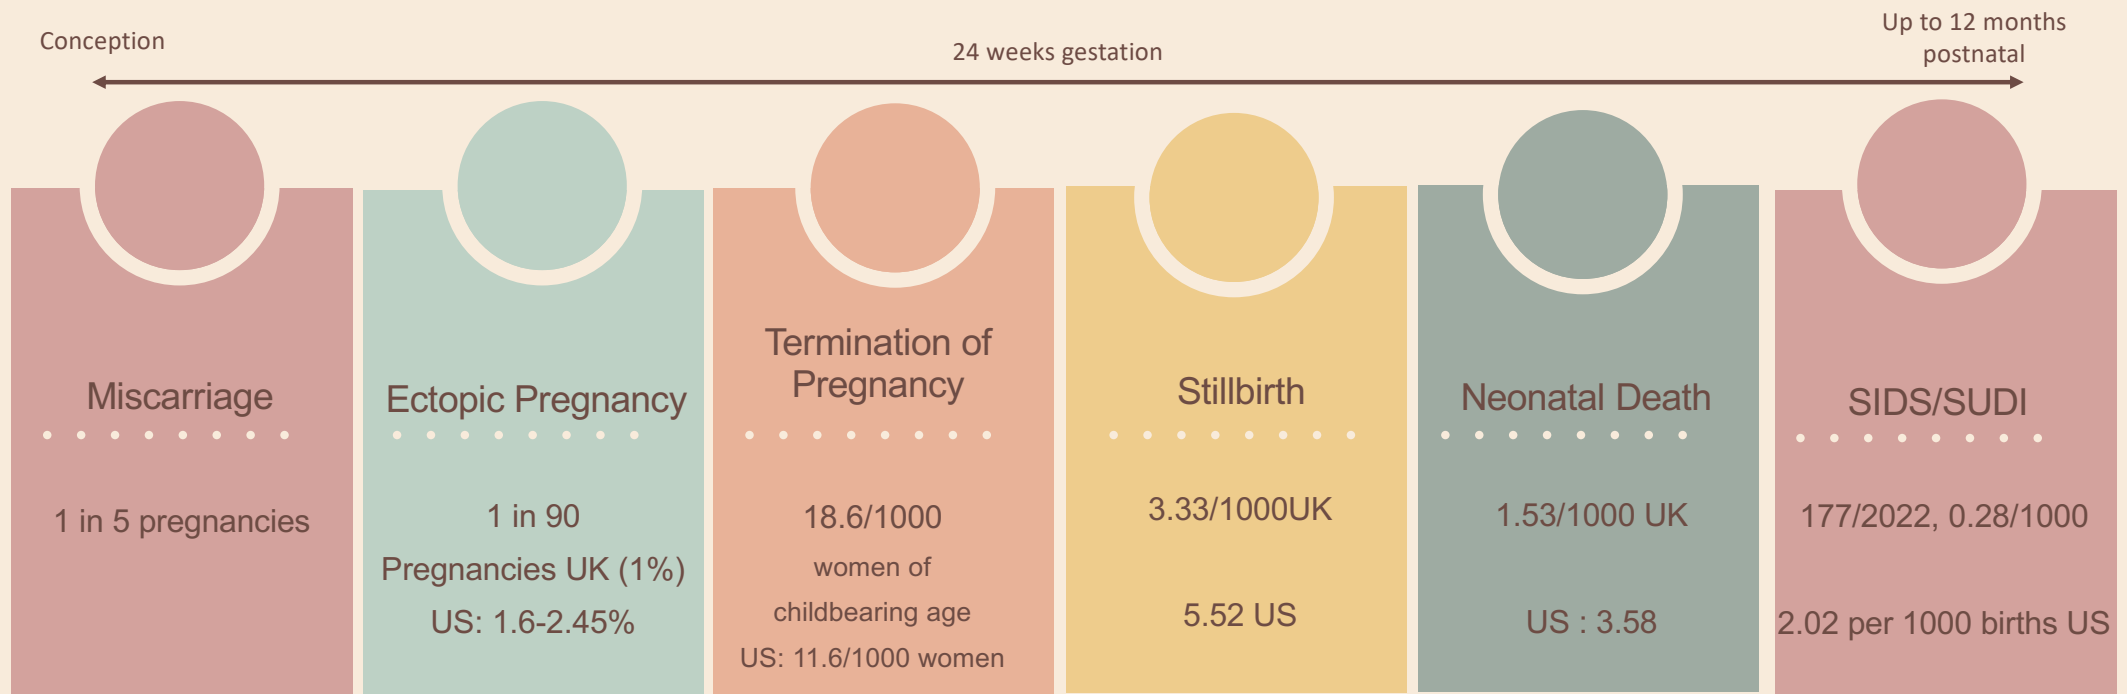 Conception
24 weeks gestation
Up to 12 months
postnatal
Miscarriage
1 in 5 pregnancies
Ectopic Pregnancy
1 in 90
Pregnancies UK (1%)
US: 1.6-2.45%
Termination of
Pregnancy
18.6/1000
women of
childbearing age
US: 11.6/1000 women
Stillbirth
3.33/1000UK
5.52 US
Neonatal Death
1.53/1000 UK
US : 3.58
SIDS/SUDI
177/2022, 0.28/1000
2.02 per 1000 births US